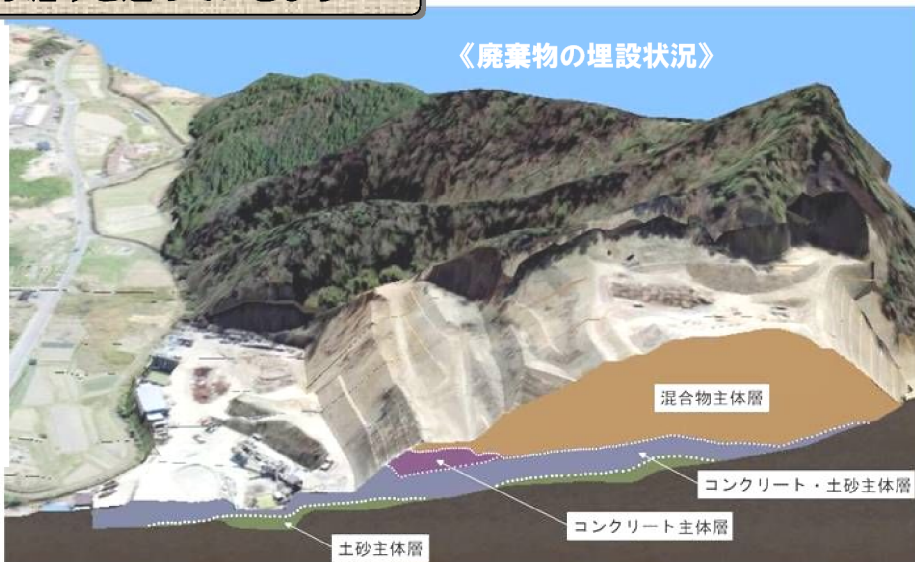 《廃棄物の埋設状況》
混合物主体層
コンクリート・土砂主体層
コンクリート主体層
土砂主体層